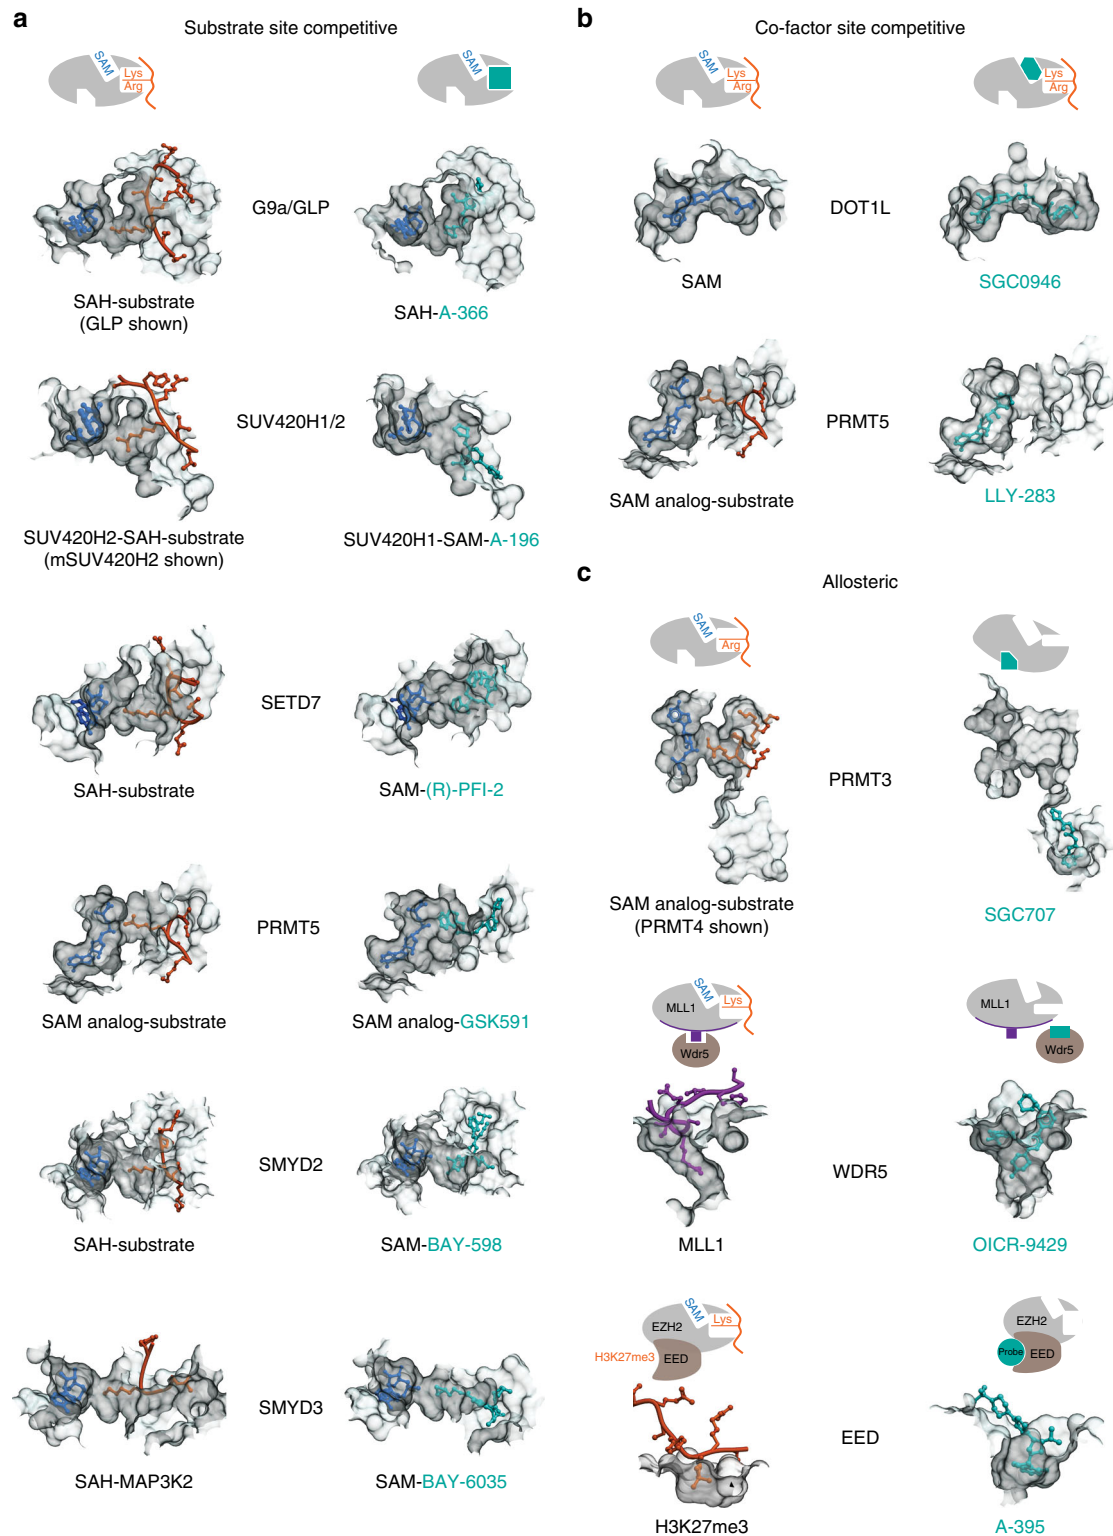 a
Substrate site competitive
SAM
Lys
Arg
SAM
G9a/GLP
SAH-substrate
(GLP shown)
SAH-A-366
SUV420H1/2
SUV420H2-SAH-substrate
(mSUV420H2 shown)
SUV420H1-SAM-A-196
SETD7
SAH-substrate
SAM-(R)-PFI-2
PRMT5
SAM analog-substrate
SAM analog-GSK591
SMYD2
SAH-substrate
SAM-BAY-598
SMYD3
SAH-MAP3K2
SAM-BAY-6035
b
Co-factor site competitive
SAM
Lys
Arg
Lys
Arg
DOT1L
SAM
SGC0946
PRMT5
SAM analog-substrate
LLY-283
c
Allosteric
SAM
Arg
PRMT3
SAM analog-substrate
(PRMT4 shown)
SGC707
MLL1
SAM
Lys
Wdr5
MLL1
Wdr5
WDR5
MLL1
OICR-9429
SAM
EZH2
Lys
H3K27me3
EED
EZH2
Probe
EED
EED
H3K27me3
A-395